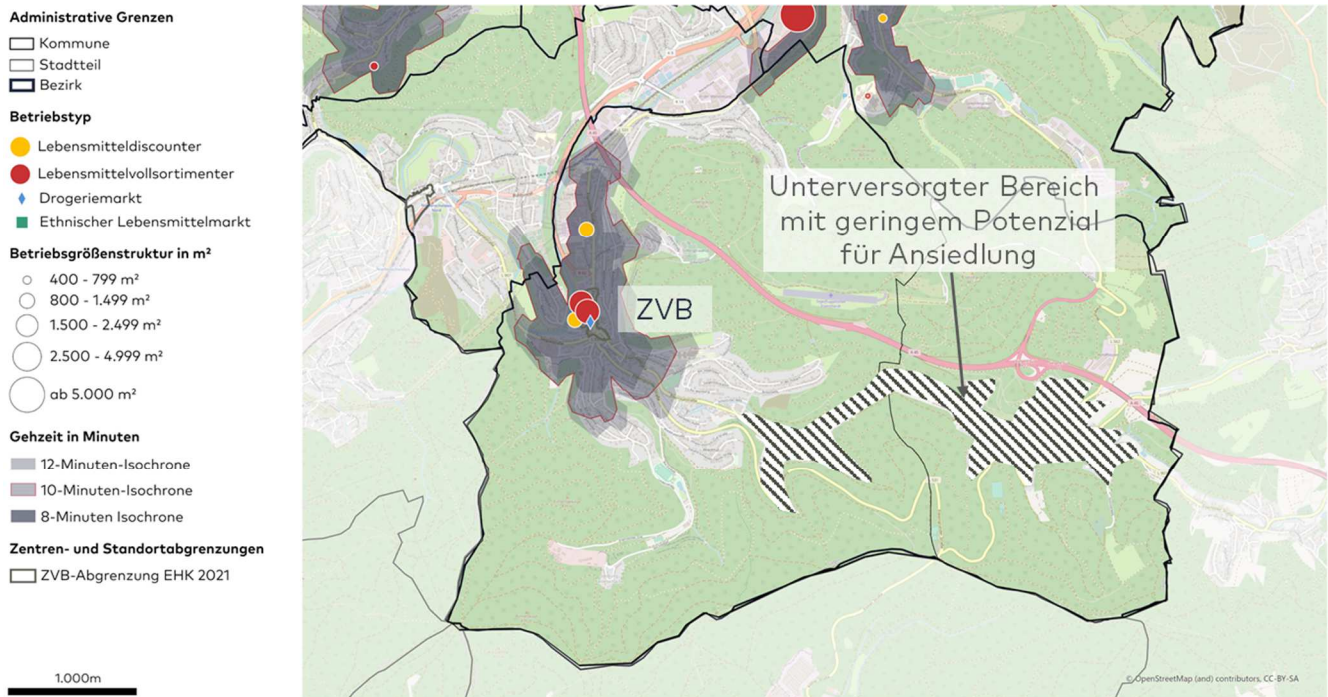 Administrative Grenzen
Kommune
Stadtteil
Bezirk
Betriebstyp
Lebensmitteldiscounter
Lebensmittelvollsortimenter
Drogeriemarkt
Ethnischer Lebensmittelmarkt
Betriebsgrößenstruktur in m²
400 - 799 m²
800 - 1.499 m²
1.500 - 2.499 m²
2.500 - 4.999 m²
ab 5.000 m²
Gehzeit in Minuten
12-Minuten-Isochrone
10-Minuten-Isochrone
8-Minuten Isochrone
Zentren- und Standortabgrenzungen
ZVB-Abgrenzung EHK 2021
1.000m
Unterversorgter Bereich
mit geringem Potenzial
für Ansiedlung
ZVB
© OpenStreetMap (and) contributors, CC-BY-SA